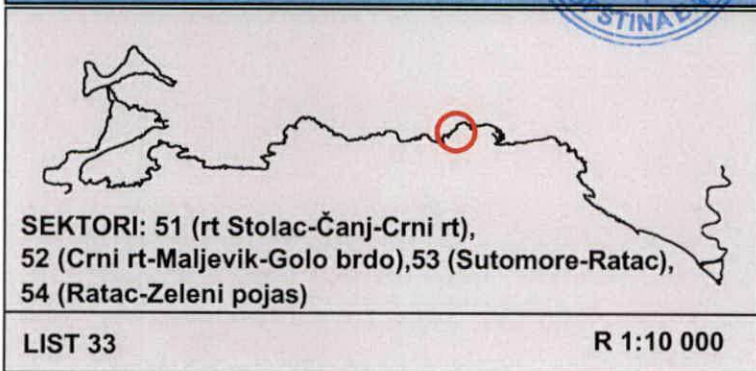 SEKTORI: 51 (rt Stolac-Čanj-Crni rt),
52 (Crni rt-Maljevik-Golo brdo),53 (Sutomore-Ratac),
54 (Ratac-Zeleni pojas)
LIST 33
R 1:10 000